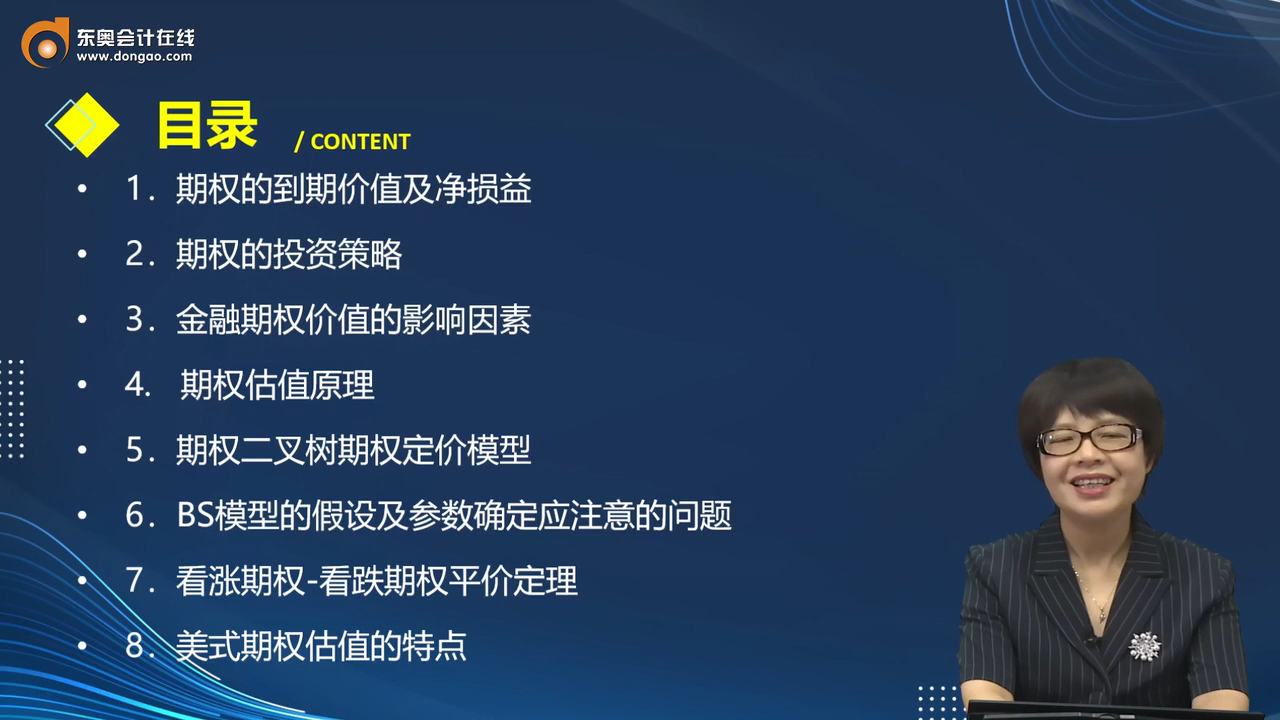 东奥会计在线
www.dongao.com
目录 / CONTENT
• 1. 期权的到期价值及净损益
• 2. 期权的投资策略
• 3. 金融期权价值的影响因素
• 4. 期权估值原理
• 5. 期权二叉树期权定价模型
• 6. BS模型的假设及参数确定应注意的问题
• 7. 看涨期权-看跌期权平价定理
• 8. 美式期权估值的特点